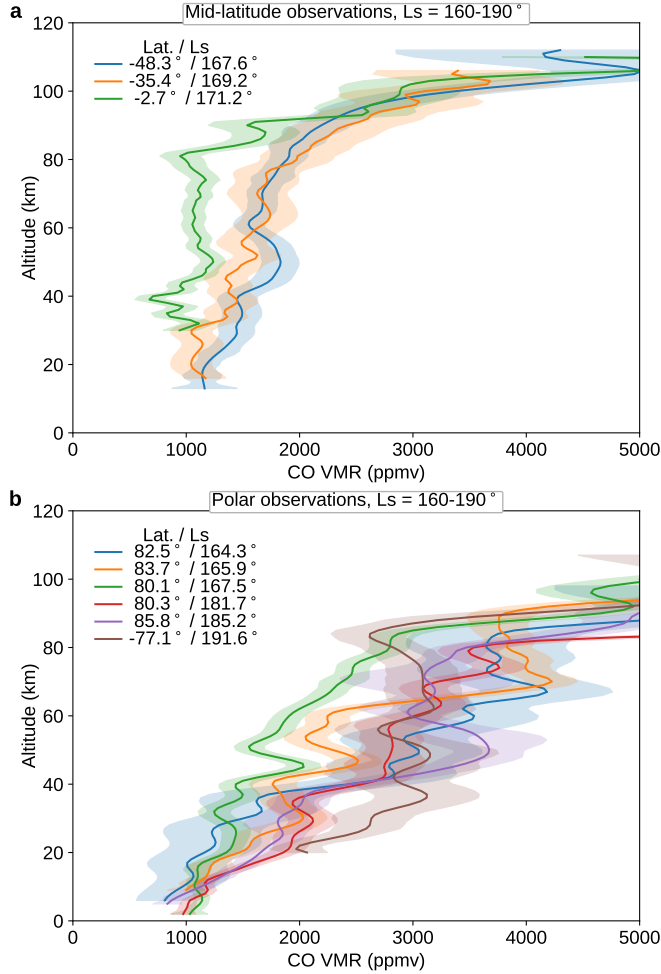 a
Mid-latitude observations, Ls = 160-190°
120
100
80
60
40
20
0
Altitude (km)
Lat. / Ls
-48.3° / 167.6°
-35.4° / 169.2°
-2.7° / 171.2°
0 1000 2000 3000 4000 5000
CO VMR (ppmv)
b
Polar observations, Ls = 160-190°
120
100
80
60
40
20
0
Altitude (km)
Lat. / Ls
82.5° / 164.3°
83.7° / 165.9°
80.1° / 167.5°
80.3° / 181.7°
85.8° / 185.2°
-77.1° / 191.6°
0 1000 2000 3000 4000 5000
CO VMR (ppmv)